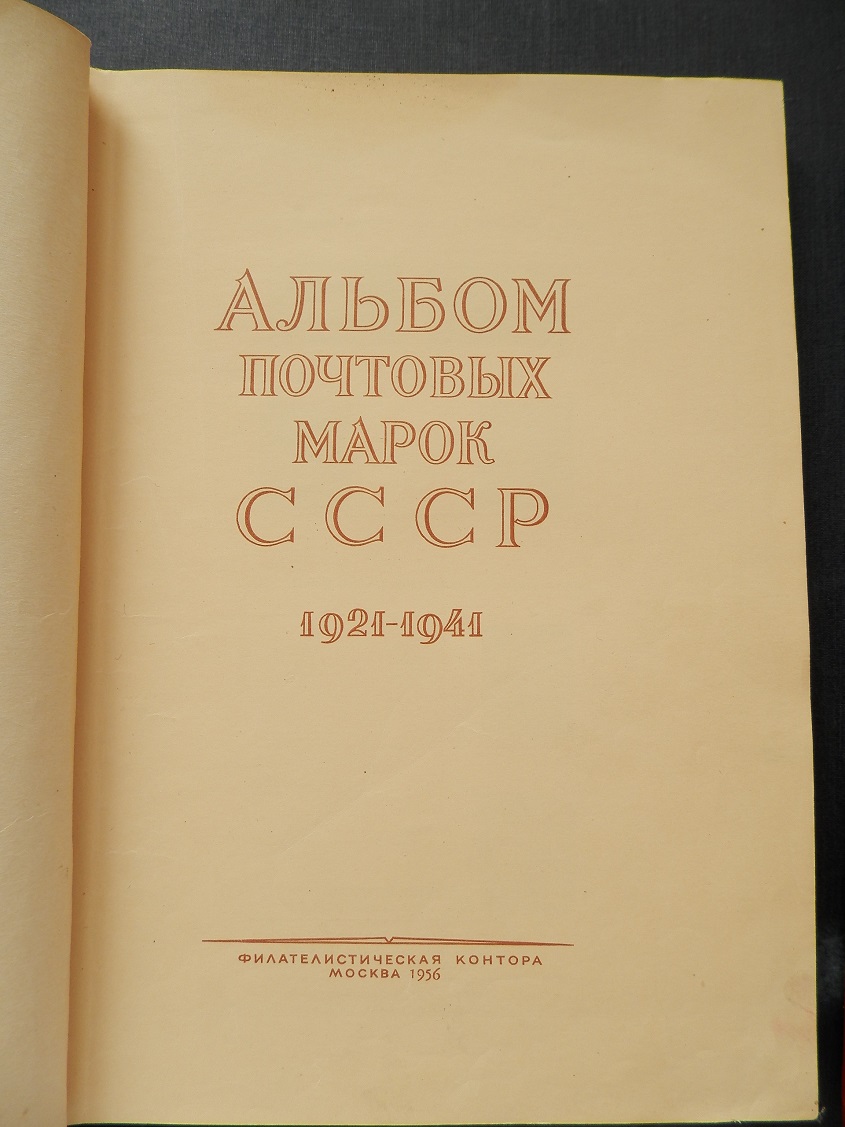 АЛЬБОМ
ПОЧТОВЫХ
МАРОК
СССР
1921-1941
ФИЛАТЕЛИСТИЧЕСКАЯ КОНТОРА
МОСКВА 1956